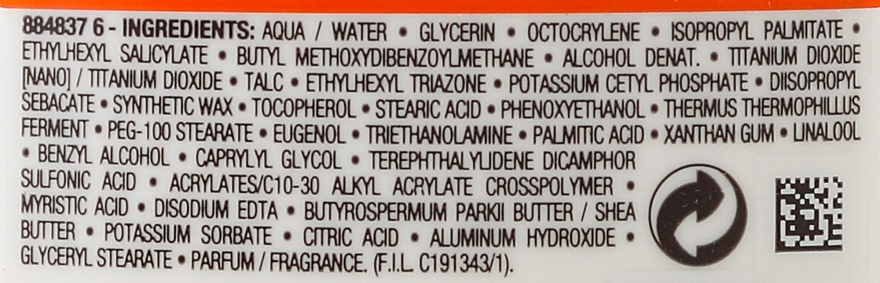 884837 6 - INGREDIENTS: AQUA / WATER • GLYCERIN • OCTOCRYLENE • ISOPROPYL PALMITATE •
ETHYLHEXYL SALICYLATE • BUTYL METHOXYDIBENZOYLMETHANE • ALCOHOL DENAT. • TITANIUM DIOXIDE
[NANO] / TITANIUM DIOXIDE • TALC • ETHYLHEXYL TRIAZONE • POTASSIUM CETYL PHOSPHATE • DIISOPROPYL
SEBACATE • SYNTHETIC WAX • TOCOPHEROL • STEARIC ACID • PHENOXYETHANOL • THERMUS THERMOPHILLUS
FERMENT • PEG-100 STEARATE • EUGENOL • TRIETHANOLAMINE • PALMITIC ACID • XANTHAN GUM • LINALOOL
• BENZYL ALCOHOL • CAPRYLYL GLYCOL • TEREPHTHALYLIDENE DICAMPHOR
SULFONIC ACID • ACRYLATES/C10-30 ALKYL ACRYLATE CROSSPOLYMER •
MYRISTIC ACID • DISODIUM EDTA • BUTYROSPERMUM PARKII BUTTER / SHEA
BUTTER • POTASSIUM SORBATE • CITRIC ACID • ALUMINUM HYDROXIDE •
GLYCERYL STEARATE • PARFUM / FRAGRANCE. (F.I.L. C191343/1).